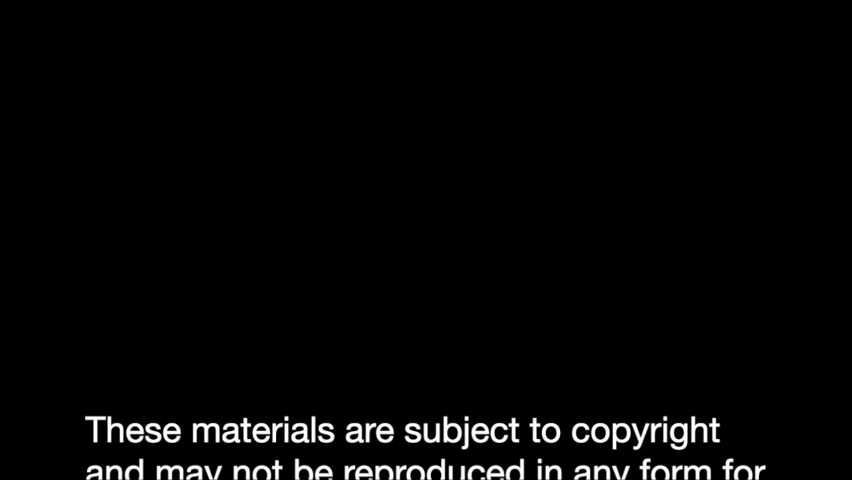 These materials are subject to copyright
and may not be reproduced in any form for